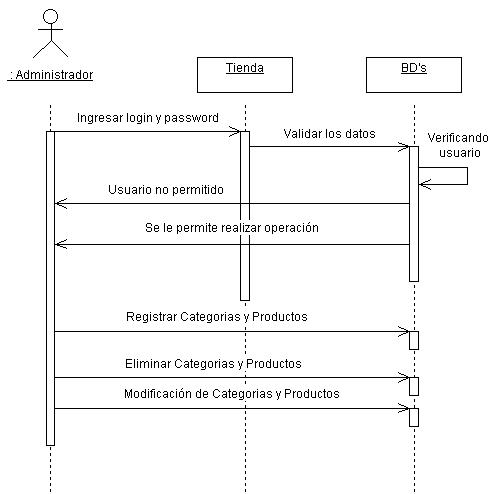 : Administrador
Tienda
BD's
Ingresar login y password
Validar los datos
Verificando
usuario
Usuario no permitido
Se le permite realizar operación
Registrar Categorias y Productos
Eliminar Categorias y Productos
Modificación de Categorias y Productos